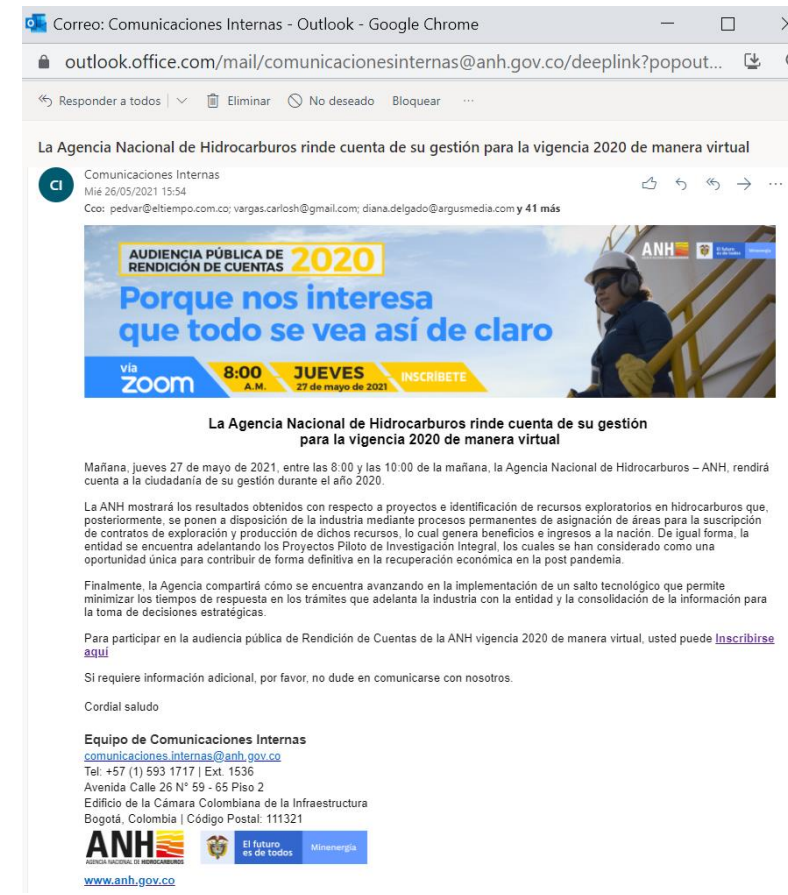 Correo: Comunicaciones Internas - Outlook - Google Chrome
outlook.office.com/mail/comunicacionesinternas@anh.gov.co/deeplink?popout...
Responder a todos | Eliminar No deseado Bloquear ...
La Agencia Nacional de Hidrocarburos rinde cuenta de su gestión para la vigencia 2020 de manera virtual
CI
Comunicaciones Internas
Mié 26/05/2021 15:54
Cco: pedvar@eltiempo.com.co; vargas.carlosh@gmail.com; diana.delgado@argusmedia.com y 41 más
AUDIENCIA PÚBLICA DE
RENDICIÓN DE CUENTAS 2020
ANH
El futuro
es de todos
Minenergía
Porque nos interesa
que todo se vea así de claro
vía
zoom
8:00
A.M.
JUEVES
27 de mayo de 2021
INSCRÍBETE
La Agencia Nacional de Hidrocarburos rinde cuenta de su gestión
para la vigencia 2020 de manera virtual
Mañana, jueves 27 de mayo de 2021, entre las 8:00 y las 10:00 de la mañana, la Agencia Nacional de Hidrocarburos – ANH, rendirá
cuenta a la ciudadanía de su gestión durante el año 2020.
La ANH mostrará los resultados obtenidos con respecto a proyectos e identificación de recursos exploratorios en hidrocarburos que,
posteriormente, se ponen a disposición de la industria mediante procesos permanentes de asignación de áreas para la suscripción
de contratos de exploración y producción de dichos recursos, lo cual genera beneficios e ingresos a la nación. De igual forma, la
entidad se encuentra adelantando los Proyectos Piloto de Investigación Integral, los cuales se han considerado como una
oportunidad única para contribuir de forma definitiva en la recuperación económica en la post pandemia.
Finalmente, la Agencia compartirá cómo se encuentra avanzando en la implementación de un salto tecnológico que permite
minimizar los tiempos de respuesta en los trámites que adelanta la industria con la entidad y la consolidación de la información para
la toma de decisiones estratégicas.
Para participar en la audiencia pública de Rendición de Cuentas de la ANH vigencia 2020 de manera virtual, usted puede Inscribirse
aquí
Si requiere información adicional, por favor, no dude en comunicarse con nosotros.
Cordial saludo
Equipo de Comunicaciones Internas
comunicaciones.internas@anh.gov.co
Tel: +57 (1) 593 1717 | Ext. 1536
Avenida Calle 26 N° 59 - 65 Piso 2
Edificio de la Cámara Colombiana de la Infraestructura
Bogotá, Colombia | Código Postal: 111321
ANH
AGENCIA NACIONAL DE HIDROCARBUROS
El futuro
es de todos
Minenergía
www.anh.gov.co